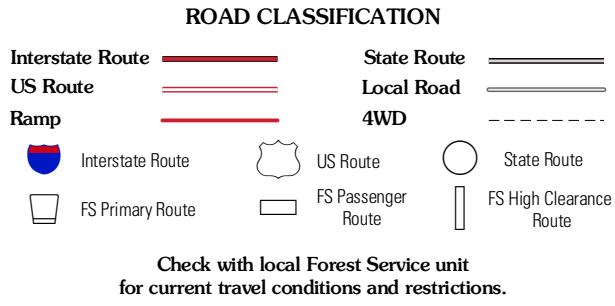 ROAD CLASSIFICATION
Interstate Route
State Route
US Route
Local Road
Ramp
4WD
Interstate Route
US Route
State Route
FS Primary Route
FS Passenger
Route
FS High Clearance
Route
Check with local Forest Service unit
for current travel conditions and restrictions.